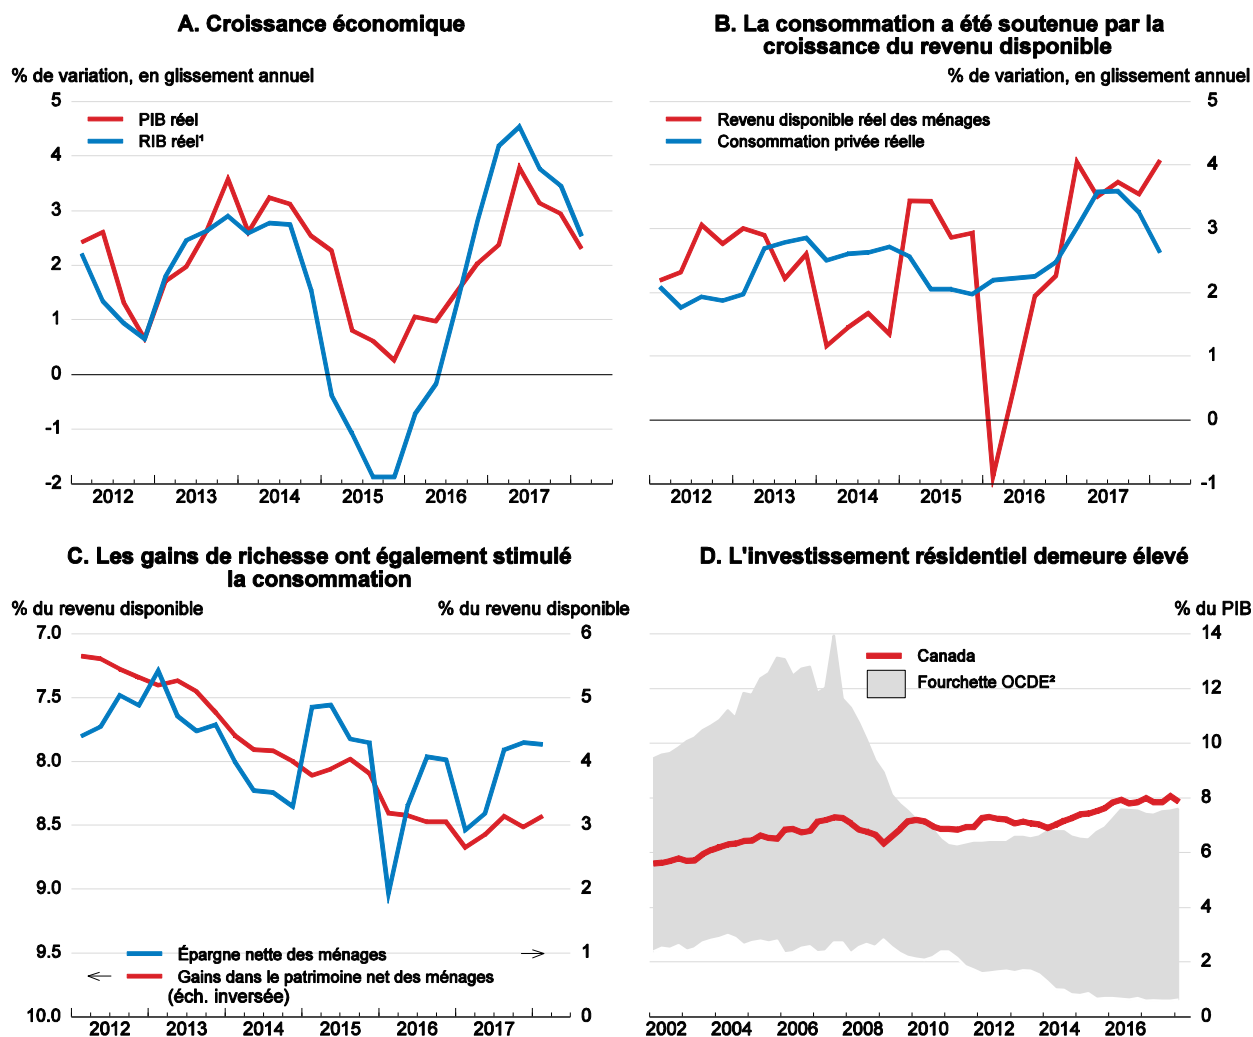 A. Croissance économique
% de variation, en glissement annuel
5
4
3
2
1
0
-1
-2
PIB réel
RIB réel¹
2012 2013 2014 2015 2016 2017
B. La consommation a été soutenue par la
croissance du revenu disponible
% de variation, en glissement annuel
5
4
3
2
1
0
-1
Revenu disponible réel des ménages
Consommation privée réelle
2012 2013 2014 2015 2016 2017
C. Les gains de richesse ont également stimulé
la consommation
% du revenu disponible % du revenu disponible
7.0 6
7.5 5
8.0 4
8.5 3
9.0 2
9.5 1
10.0 0
Épargne nette des ménages
Gains dans le patrimoine net des ménages
(éch. inversée)
2012 2013 2014 2015 2016 2017
D. L'investissement résidentiel demeure élevé
% du PIB
14
12
10
8
6
4
2
0
Canada
Fourchette OCDE²
2002 2004 2006 2008 2010 2012 2014 2016